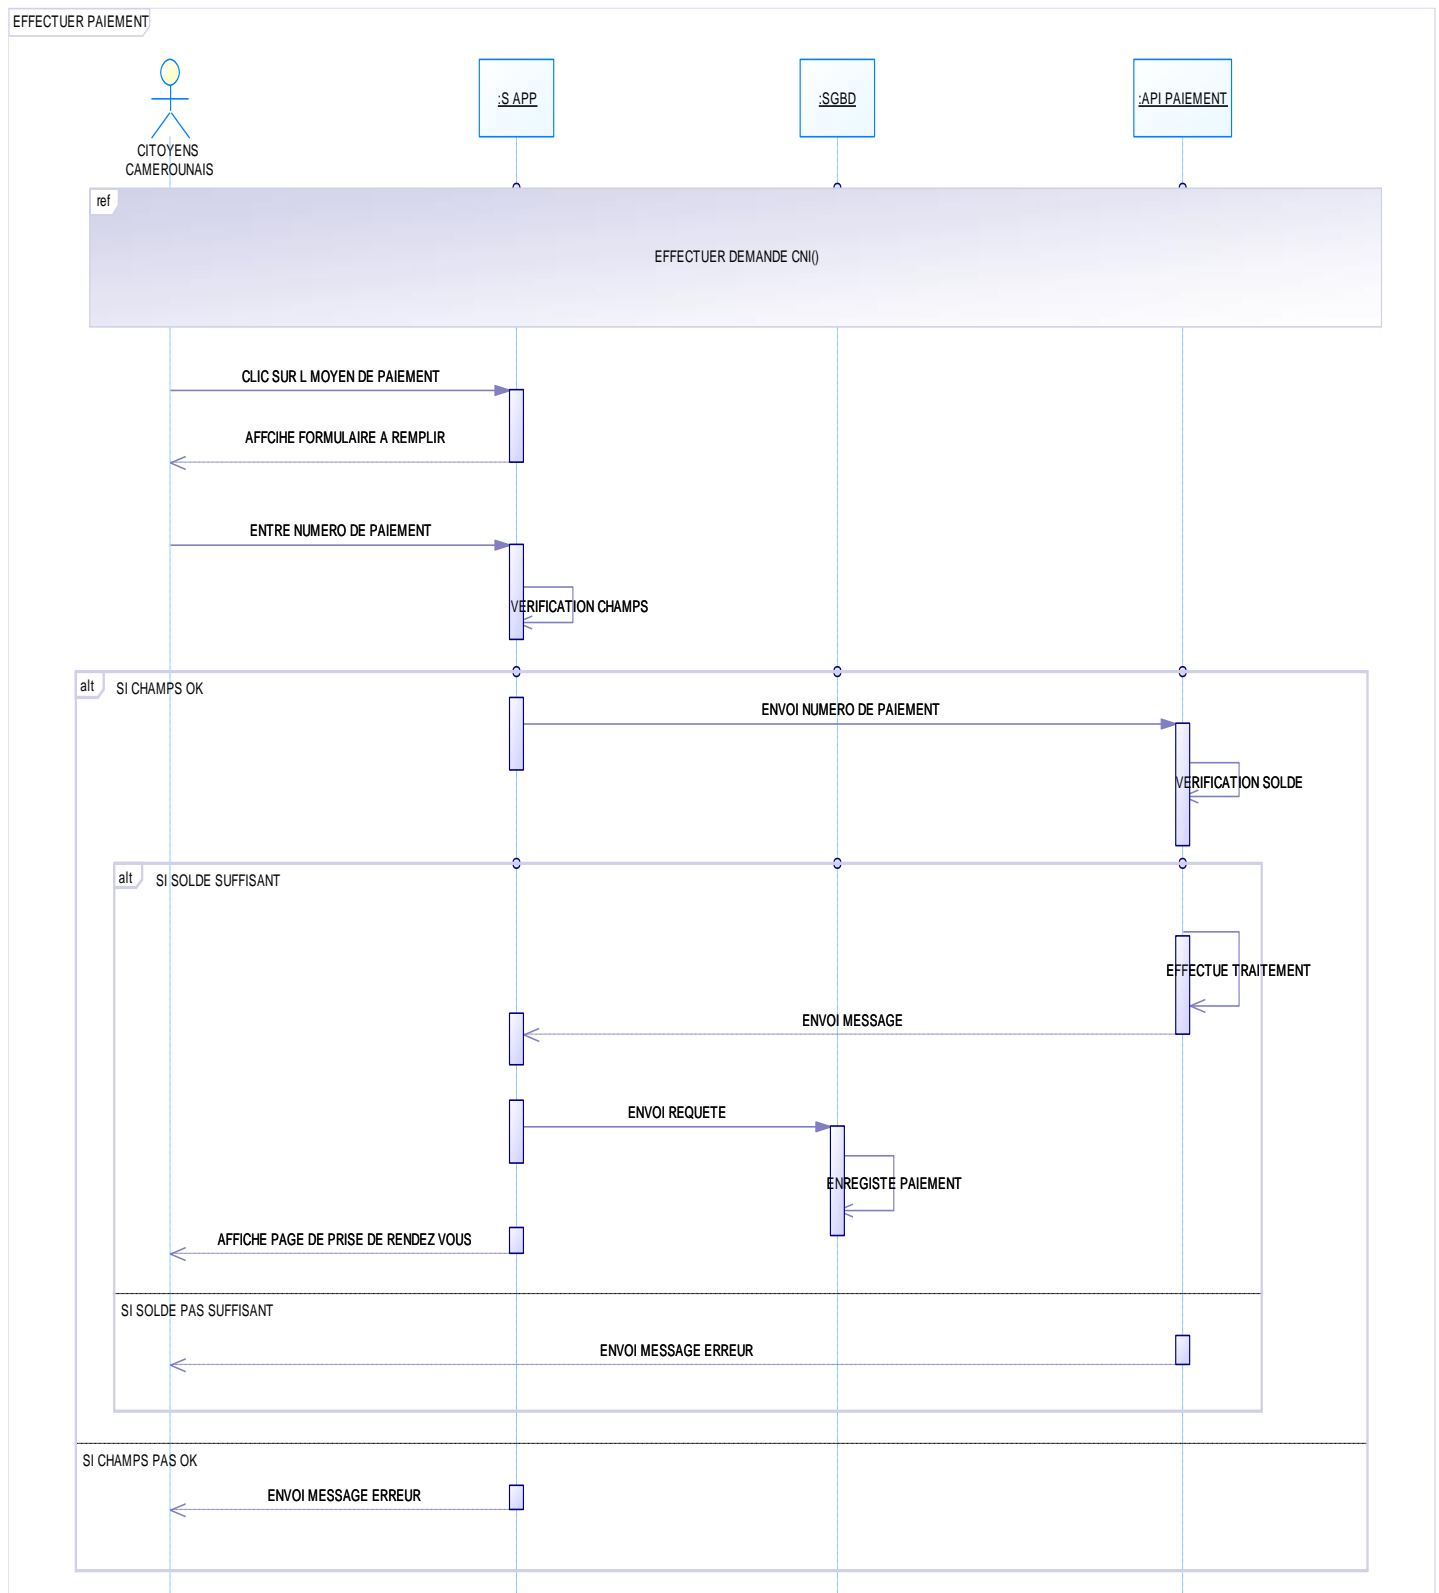 EFFECTUER PAIEMENT
:S APP
:SGBD
:API PAIEMENT
CITOYENS
CAMEROUNAIS
ref
EFFECTUER DEMANDE CNI()
CLIC SUR L MOYEN DE PAIEMENT
AFFCIHE FORMULAIRE A REMPLIR
ENTRE NUMERO DE PAIEMENT
VERIFICATION CHAMPS
alt
SI CHAMPS OK
ENVOI NUMERO DE PAIEMENT
VERIFICATION SOLDE
alt
SI SOLDE SUFFISANT
EFFECTUE TRAITEMENT
ENVOI MESSAGE
ENVOI REQUETE
ENREGISTE PAIEMENT
AFFICHE PAGE DE PRISE DE RENDEZ VOUS
SI SOLDE PAS SUFFISANT
ENVOI MESSAGE ERREUR
SI CHAMPS PAS OK
ENVOI MESSAGE ERREUR